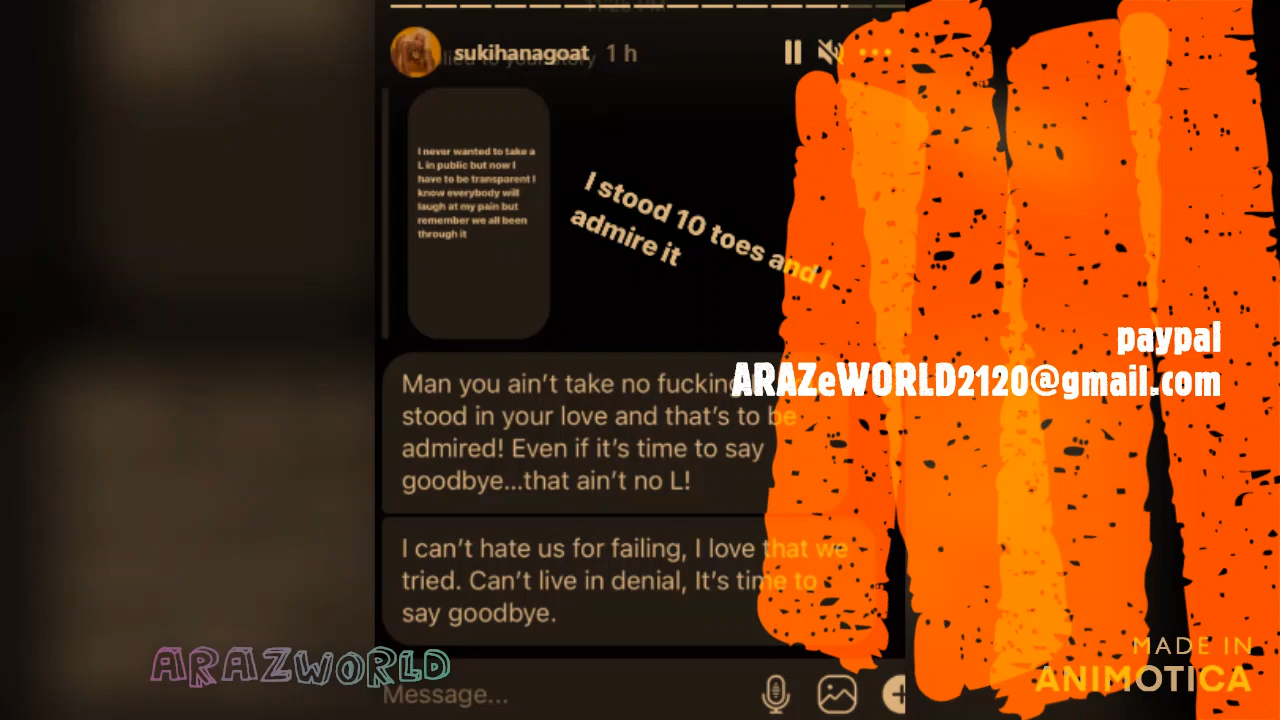 sukihanagoat 1 h
I never wanted to take a
L in public but now I
have to be transparent I
know everybody will
laugh at my pain but
remember we all been
through it
I stood 10 toes and I
admire it
paypal
ARAZeWORLD2120@gmail.com
Man you ain't take no fucking
stood in your love and that's to be
admired! Even if it's time to say
goodbye...that ain't no L!
I can't hate us for failing, I love that we
tried. Can't live in denial, It's time to
say goodbye.
ARAZWORLD
Message...
MADE IN
ANIMOTICA